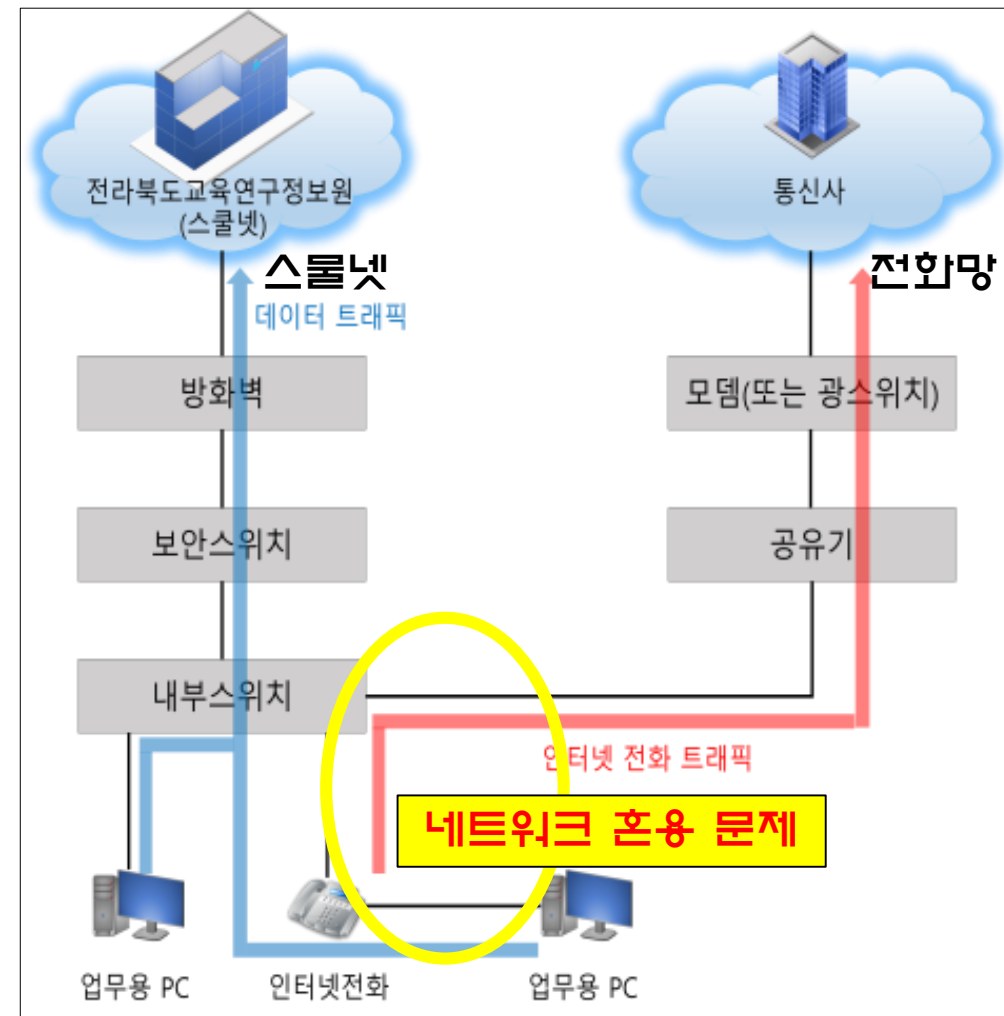 전라북도교육연구정보원
(스쿨넷)
통신사
스쿨넷
전화망
데이터 트래픽
방화벽
모뎀(또는 광스위치)
보안스위치
공유기
내부스위치
인터넷 전화 트래픽
네트워크 혼용 문제
업무용 PC
인터넷전화
업무용 PC